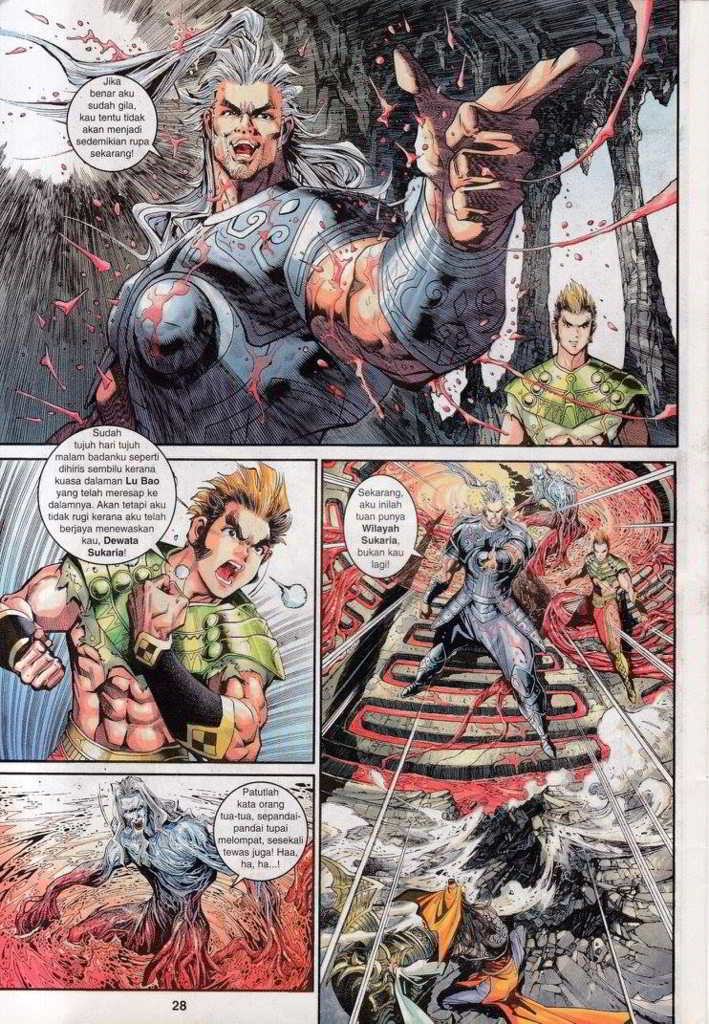 Jika
benar aku
sudah gila,
kau tentu tidak
akan menjadi
sedemikian rupa
sekarang!
Sudah
tujuh hari tujuh
malam badanku seperti
dihiris sembilu kerana
kuasa dalaman Lu Bao
yang telah meresap ke
dalamnya. Akan tetapi aku
tidak rugi kerana aku telah
berjaya menewaskan
kau, Dewata
Sukaria!
Sekarang,
aku inilah
tuan punya
Wilayah
Sukaria,
bukan kau
lagi!
Patutlah
kata orang
tua-tua, sepandai-
pandai tupai
melompat, sesekali
tewas juga! Haa,
ha, ha...!
28